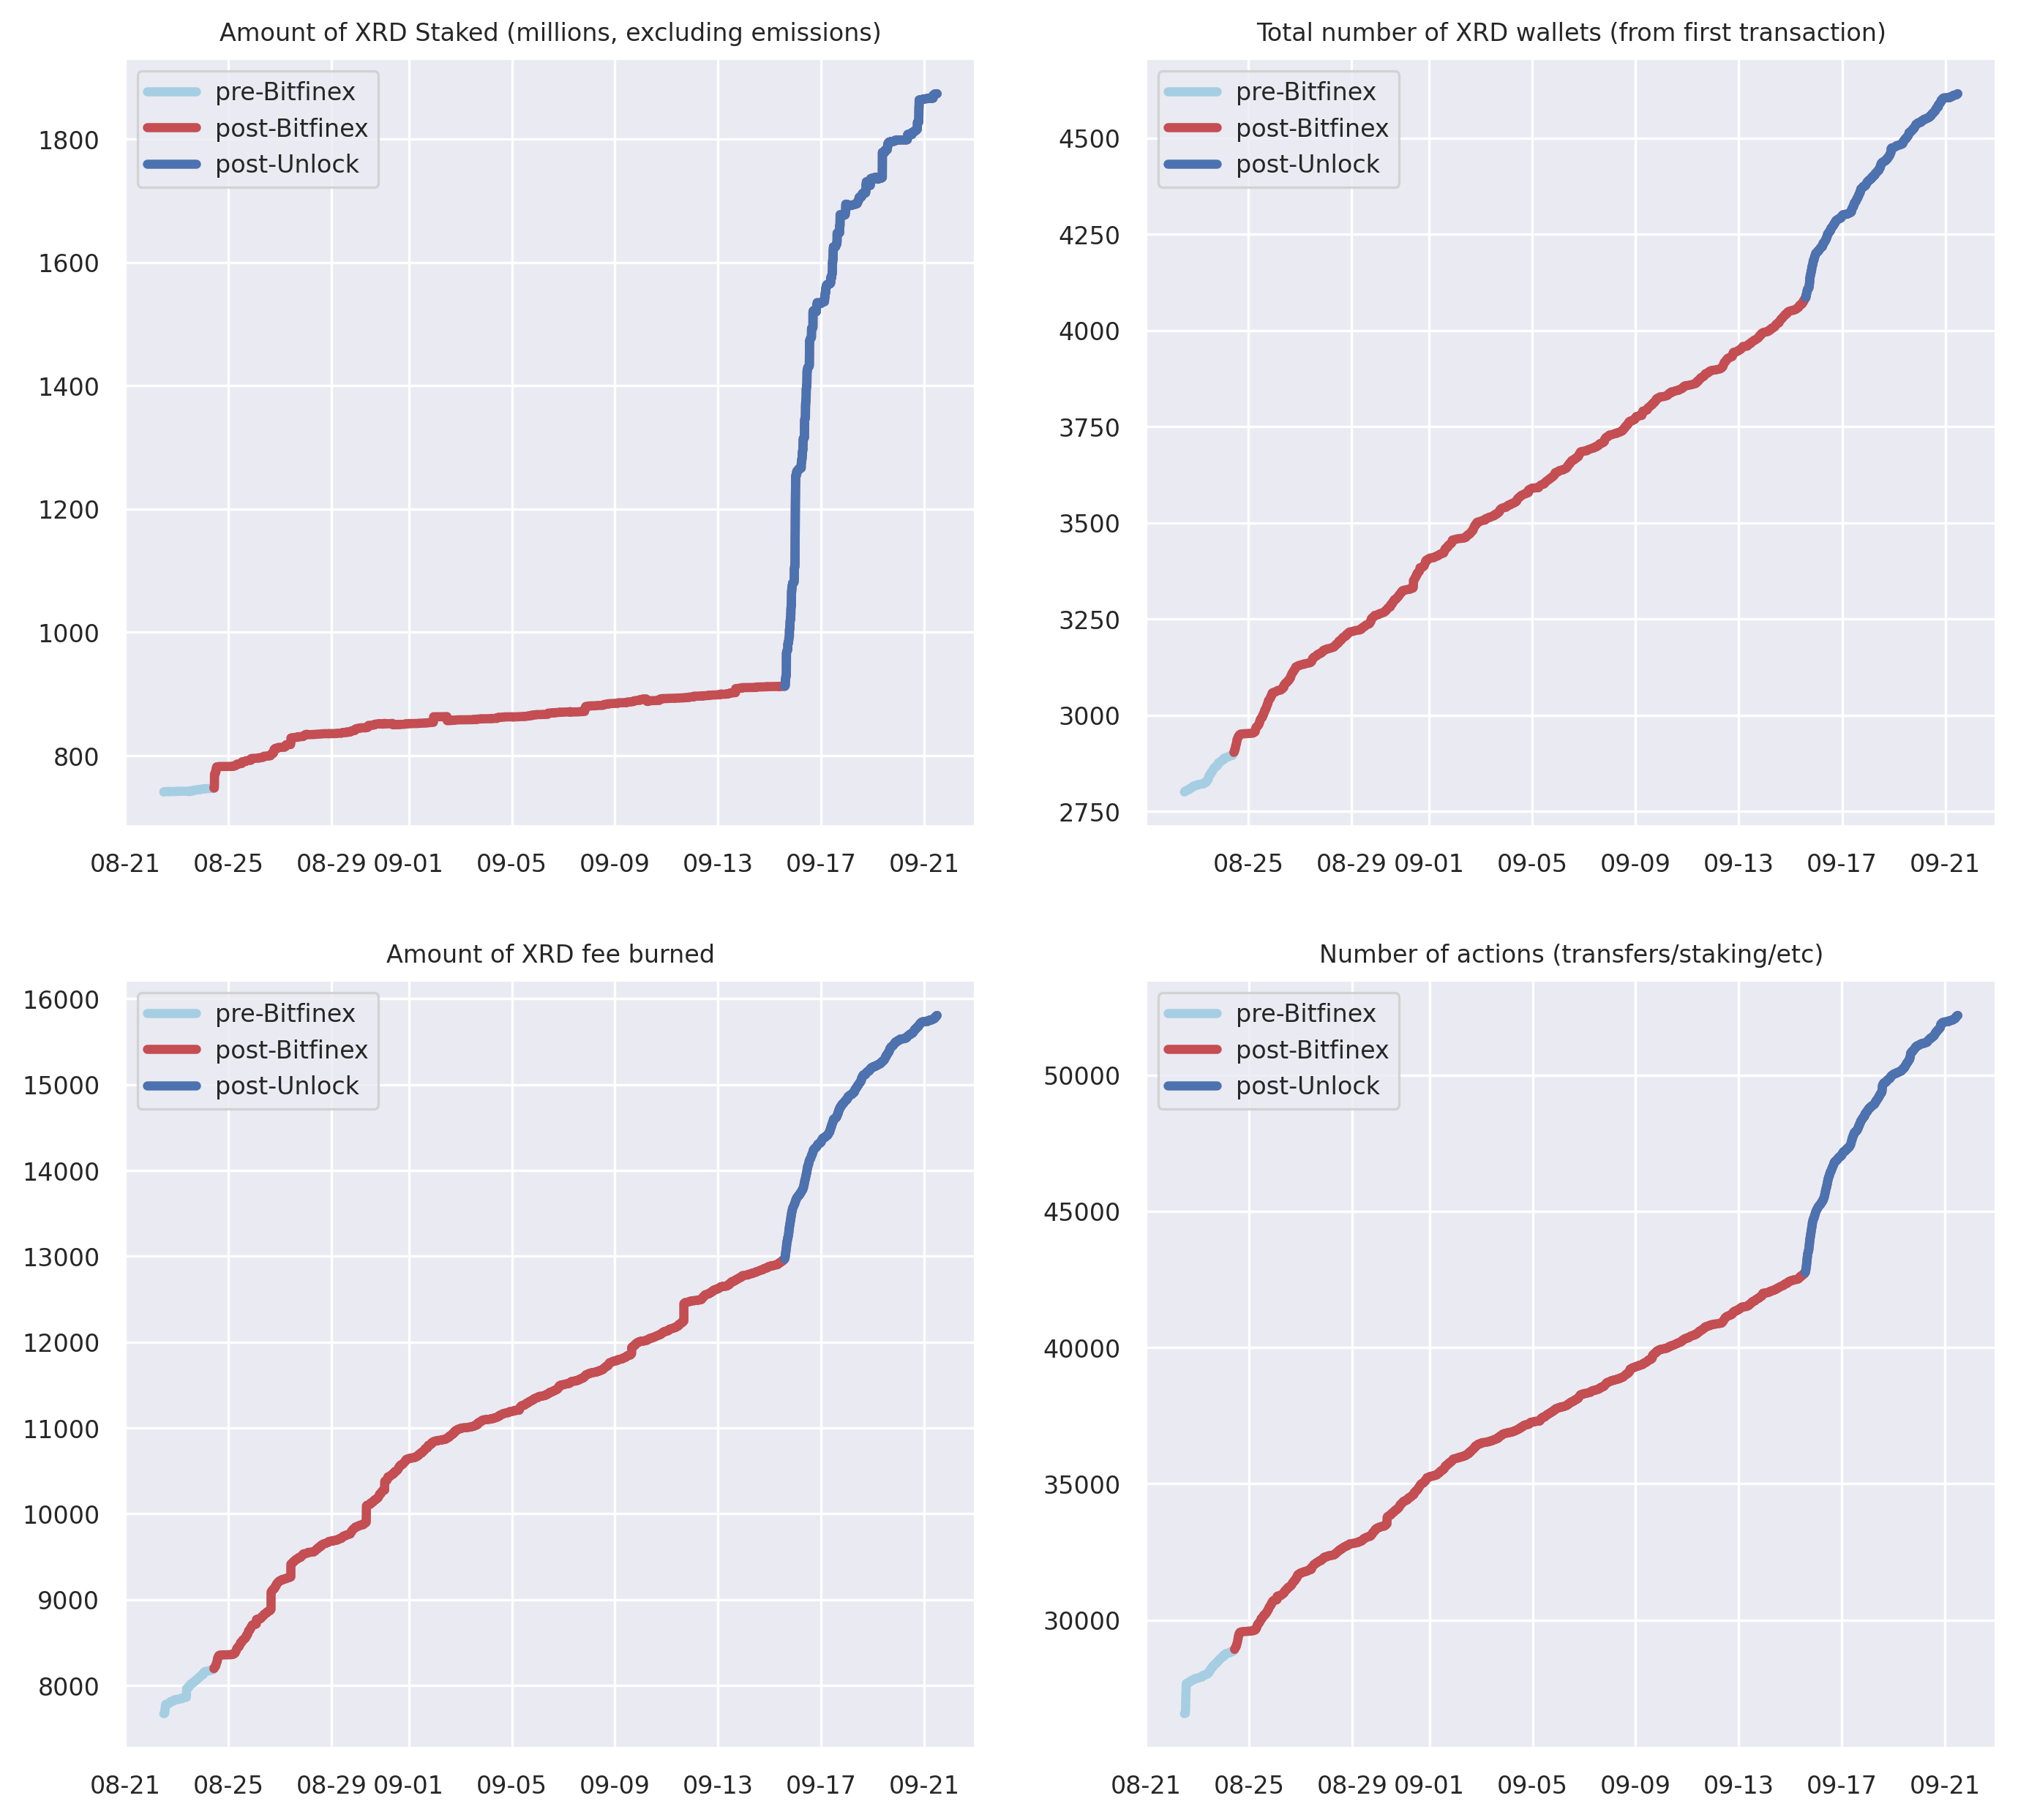 Amount of XRD Staked (millions, excluding emissions)
pre-Bitfinex
post-Bitfinex
post-Unlock
1800
1600
1400
1200
1000
800
08-21 08-25 08-29 09-01 09-05 09-09 09-13 09-17 09-21
Total number of XRD wallets (from first transaction)
pre-Bitfinex
post-Bitfinex
post-Unlock
4500
4250
4000
3750
3500
3250
3000
2750
08-25 08-29 09-01 09-05 09-09 09-13 09-17 09-21
Amount of XRD fee burned
pre-Bitfinex
post-Bitfinex
post-Unlock
16000
15000
14000
13000
12000
11000
10000
9000
8000
08-21 08-25 08-29 09-01 09-05 09-09 09-13 09-17 09-21
Number of actions (transfers/staking/etc)
pre-Bitfinex
post-Bitfinex
post-Unlock
50000
45000
40000
35000
30000
08-21 08-25 08-29 09-01 09-05 09-09 09-13 09-17 09-21